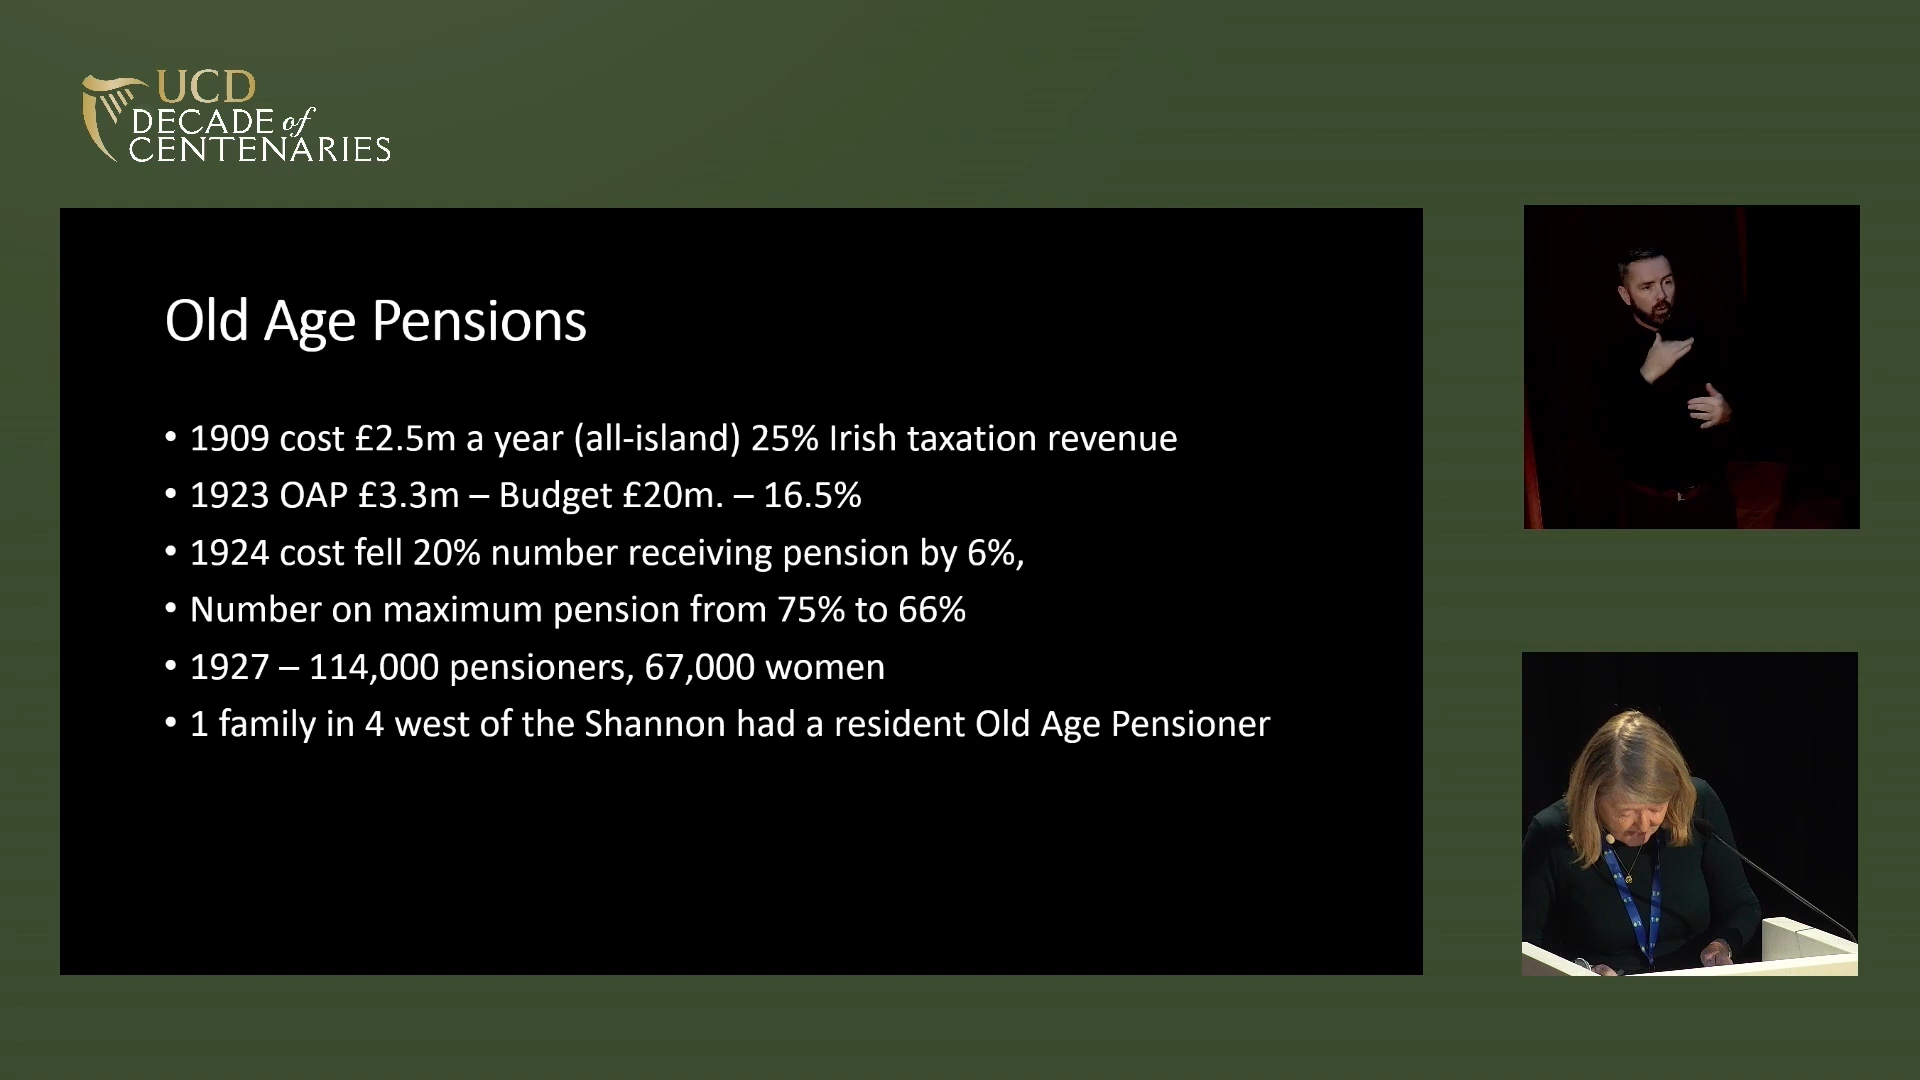 UCD
DECADE of
CENTENARIES
Old Age Pensions
• 1909 cost £2.5m a year (all-island) 25% Irish taxation revenue
• 1923 OAP £3.3m – Budget £20m. – 16.5%
• 1924 cost fell 20% number receiving pension by 6%,
• Number on maximum pension from 75% to 66%
• 1927 – 114,000 pensioners, 67,000 women
• 1 family in 4 west of the Shannon had a resident Old Age Pensioner